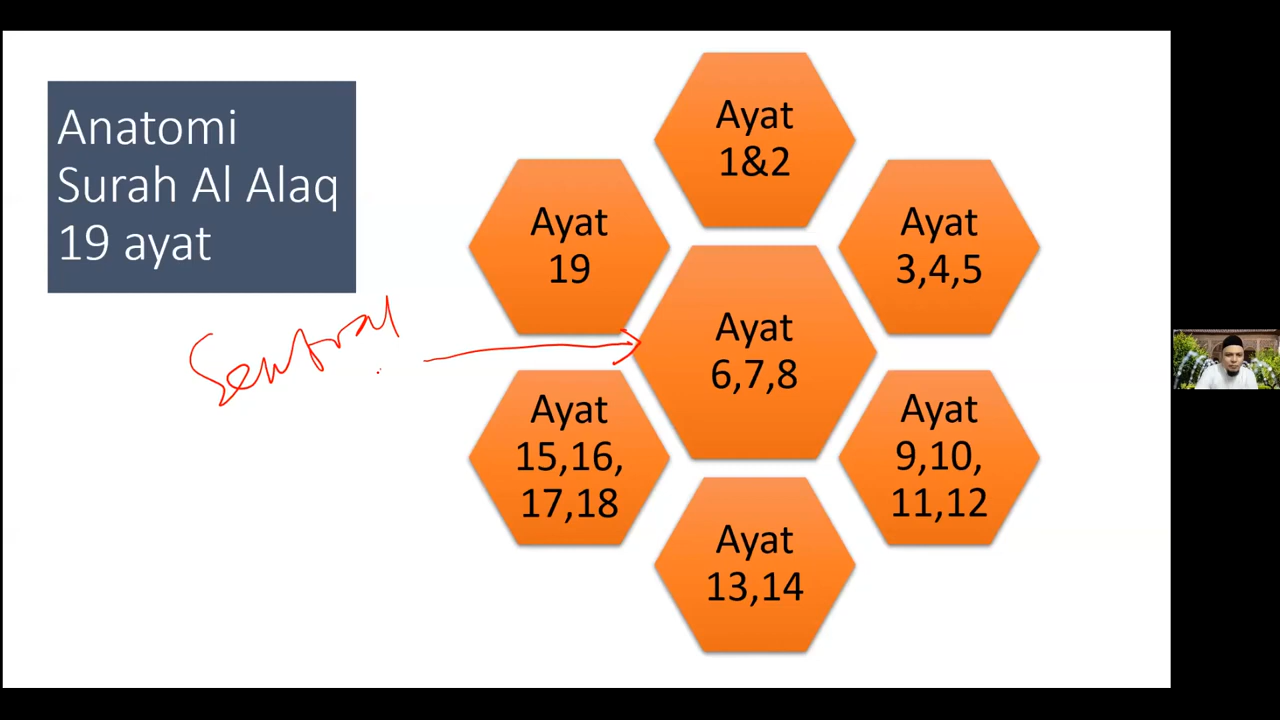 Anatomi
Surah Al Alaq
19 ayat
Ayat
1&2
Ayat
19
Ayat
3,4,5
Sentral
Ayat
6,7,8
Ayat
15,16,
17,18
Ayat
9,10,
11,12
Ayat
13,14